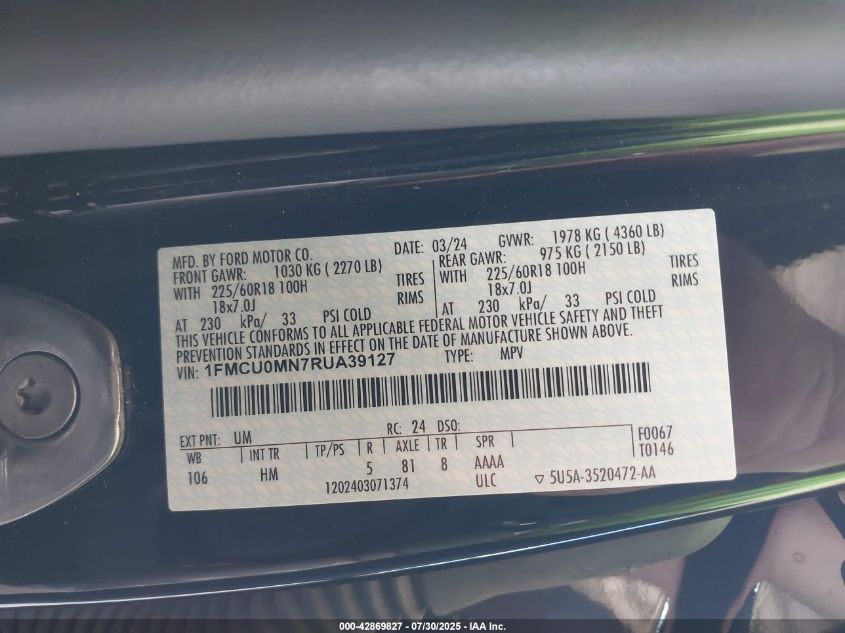 MFD. BY FORD MOTOR CO. DATE: 03/24 GVWR: 1978 KG ( 4360 LB)
FRONT GAWR: 1030 KG ( 2270 LB) REAR GAWR: 975 KG ( 2150 LB)
WITH 225/60R18 100H TIRES WITH 225/60R18 100H TIRES
18x7.0J RIMS 18x7.0J RIMS
AT 230 kPa/ 33 PSI COLD AT 230 kPa/ 33 PSI COLD
THIS VEHICLE CONFORMS TO ALL APPLICABLE FEDERAL MOTOR VEHICLE SAFETY AND THEFT
PREVENTION STANDARDS IN EFFECT ON THE DATE OF MANUFACTURE SHOWN ABOVE.
VIN: 1FMCU0MN7RUA39127 TYPE: MPV
EXT PNT: UM RC: 24 DSO:
WB INT TR TP/PS R AXLE TR SPR F0067
106 HM 5 81 8 AAAA T0146
1202403071374 ULC ▽ 5U5A-3520472-AA
000-42869827 - 07/30/2025 - IAA Inc.